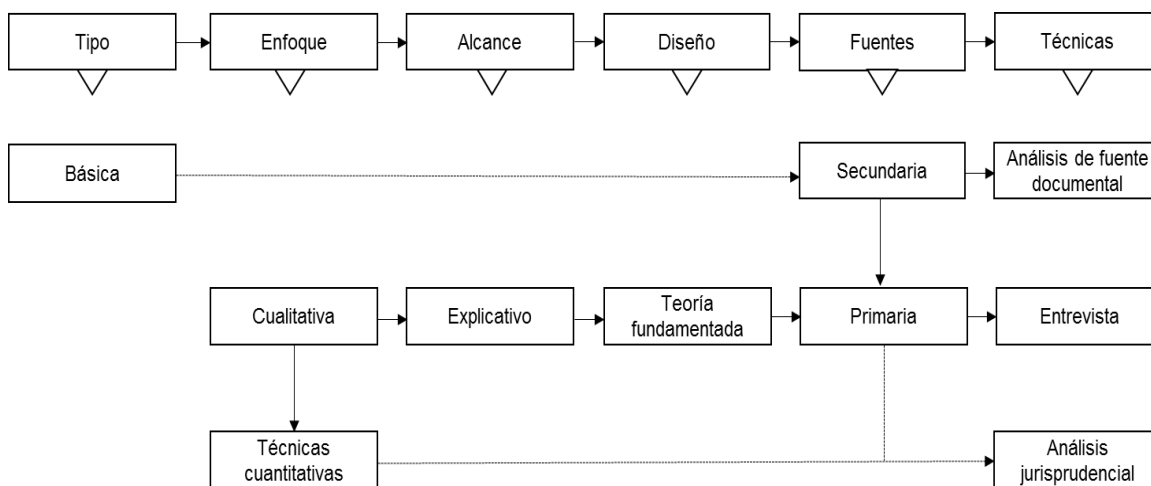 Tipo
Enfoque
Alcance
Diseño
Fuentes
Técnicas
Básica
Secundaria
Análisis de fuente
documental
Cualitativa
Explicativo
Teoría
fundamentada
Primaria
Entrevista
Técnicas
cuantitativas
Análisis
jurisprudencial